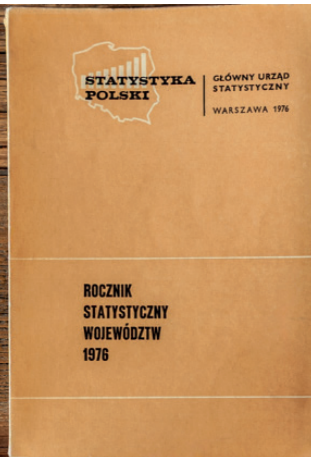 STATYSTYKA
POLSKI
GŁÓWNY URZĄD
STATYSTYCZNY
WARSZAWA 1976
ROCZNIK
STATYSTYCZNY
WOJEWÓDZTW
1976